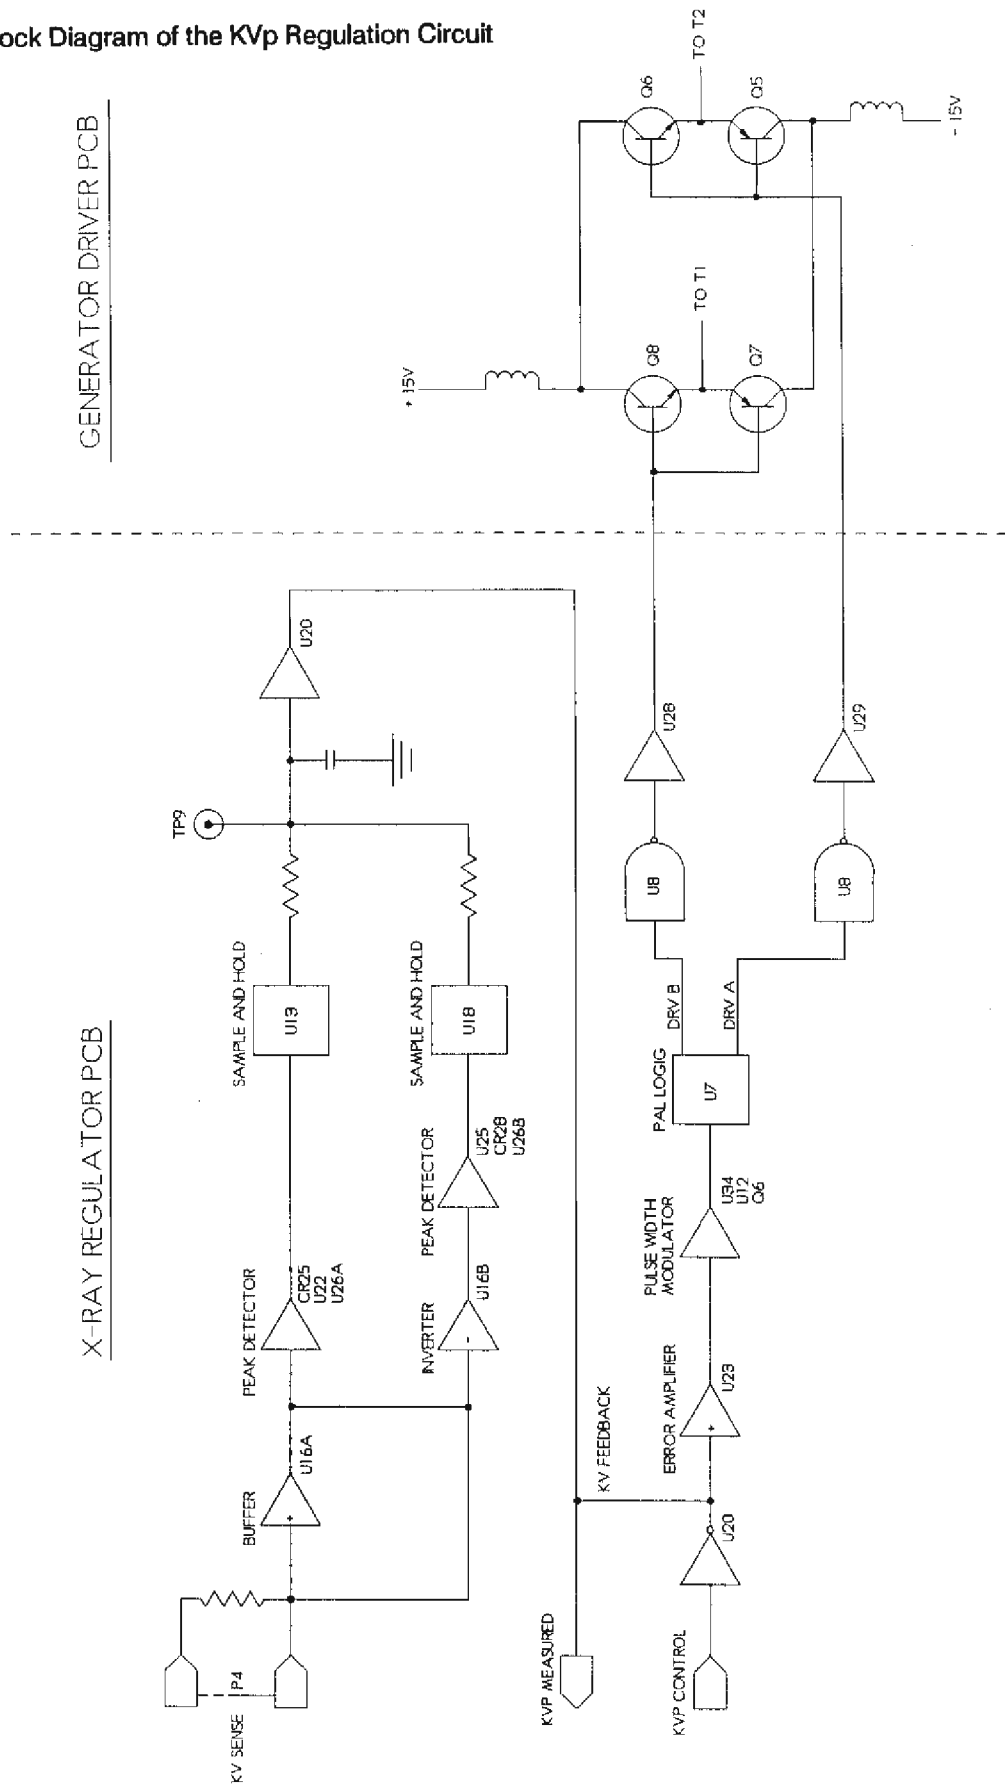 ock Diagram of the KVp Regulation Circuit
GENERATOR DRIVER PCB
+ 15V
Q8
TO T1
Q7
Q6
TO T2
Q5
- 15V
X-RAY REGULATOR PCB
KV SENSE
P4
BUFFER
U16A
PEAK DETECTOR
CR25
U22
U26A
SAMPLE AND HOLD
U19
TP9
U20
INVERTER
-
U16B
PEAK DETECTOR
U25
CR28
U26B
SAMPLE AND HOLD
U18
KVP MEASURED
KV FEEDBACK
KVP CONTROL
U20
ERROR AMPLIFIER
+
U23
PULSE WIDTH
MODULATOR
U34
U12
Q6
PAL LOGIC
U7
DRV B
DRV A
U8
U28
U8
U29